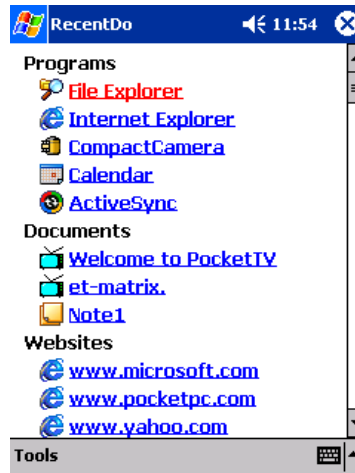 RecentDo 11:54
Programs
File Explorer
Internet Explorer
CompactCamera
Calendar
ActiveSync
Documents
Welcome to PocketTV
et-matrix.
Note1
Websites
www.microsoft.com
www.pocketpc.com
www.yahoo.com
Tools